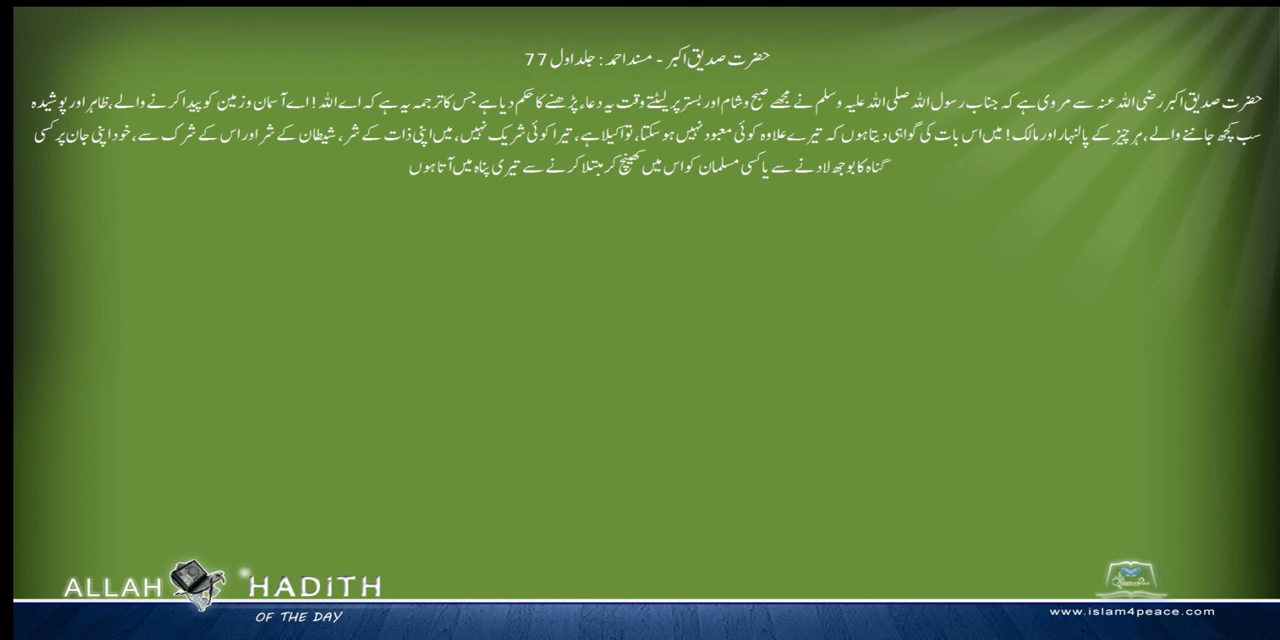 حضرت صدیق اکبر - مسند احمد : جلد اول 77
حضرت صدیق اکبر رضی اللہ عنہ سے مروی ہے کہ جناب رسول اللہ صلی اللہ علیہ وسلم نے مجھے صبح و شام اور بستر پر لیٹتے وقت یہ دعاء پڑھنے کا حکم دیا ہے جس کا ترجمہ یہ ہے کہ اے اللہ! اے آسمان و زمین کو پیدا کرنے والے، ظاہر اور پوشیدہ
سب کچھ جاننے والے، ہر چیز کے پالنہار اور مالک! میں اس بات کی گواہی دیتا ہوں کہ تیرے علاوہ کوئی معبود نہیں ہوسکتا، تو اکیلا ہے، تیرا کوئی شریک نہیں، میں اپنی ذات کے شر، شیطان کے شر اور اس کے شرک سے، خود اپنی جان پر کسی
گناہ کا بوجھ لادنے سے یا کسی مسلمان کو اس میں کھینچ کر مبتلا کرنے سے تیری پناہ میں آتا ہوں
ALLAH HADITH
OF THE DAY
www.islam4peace.com